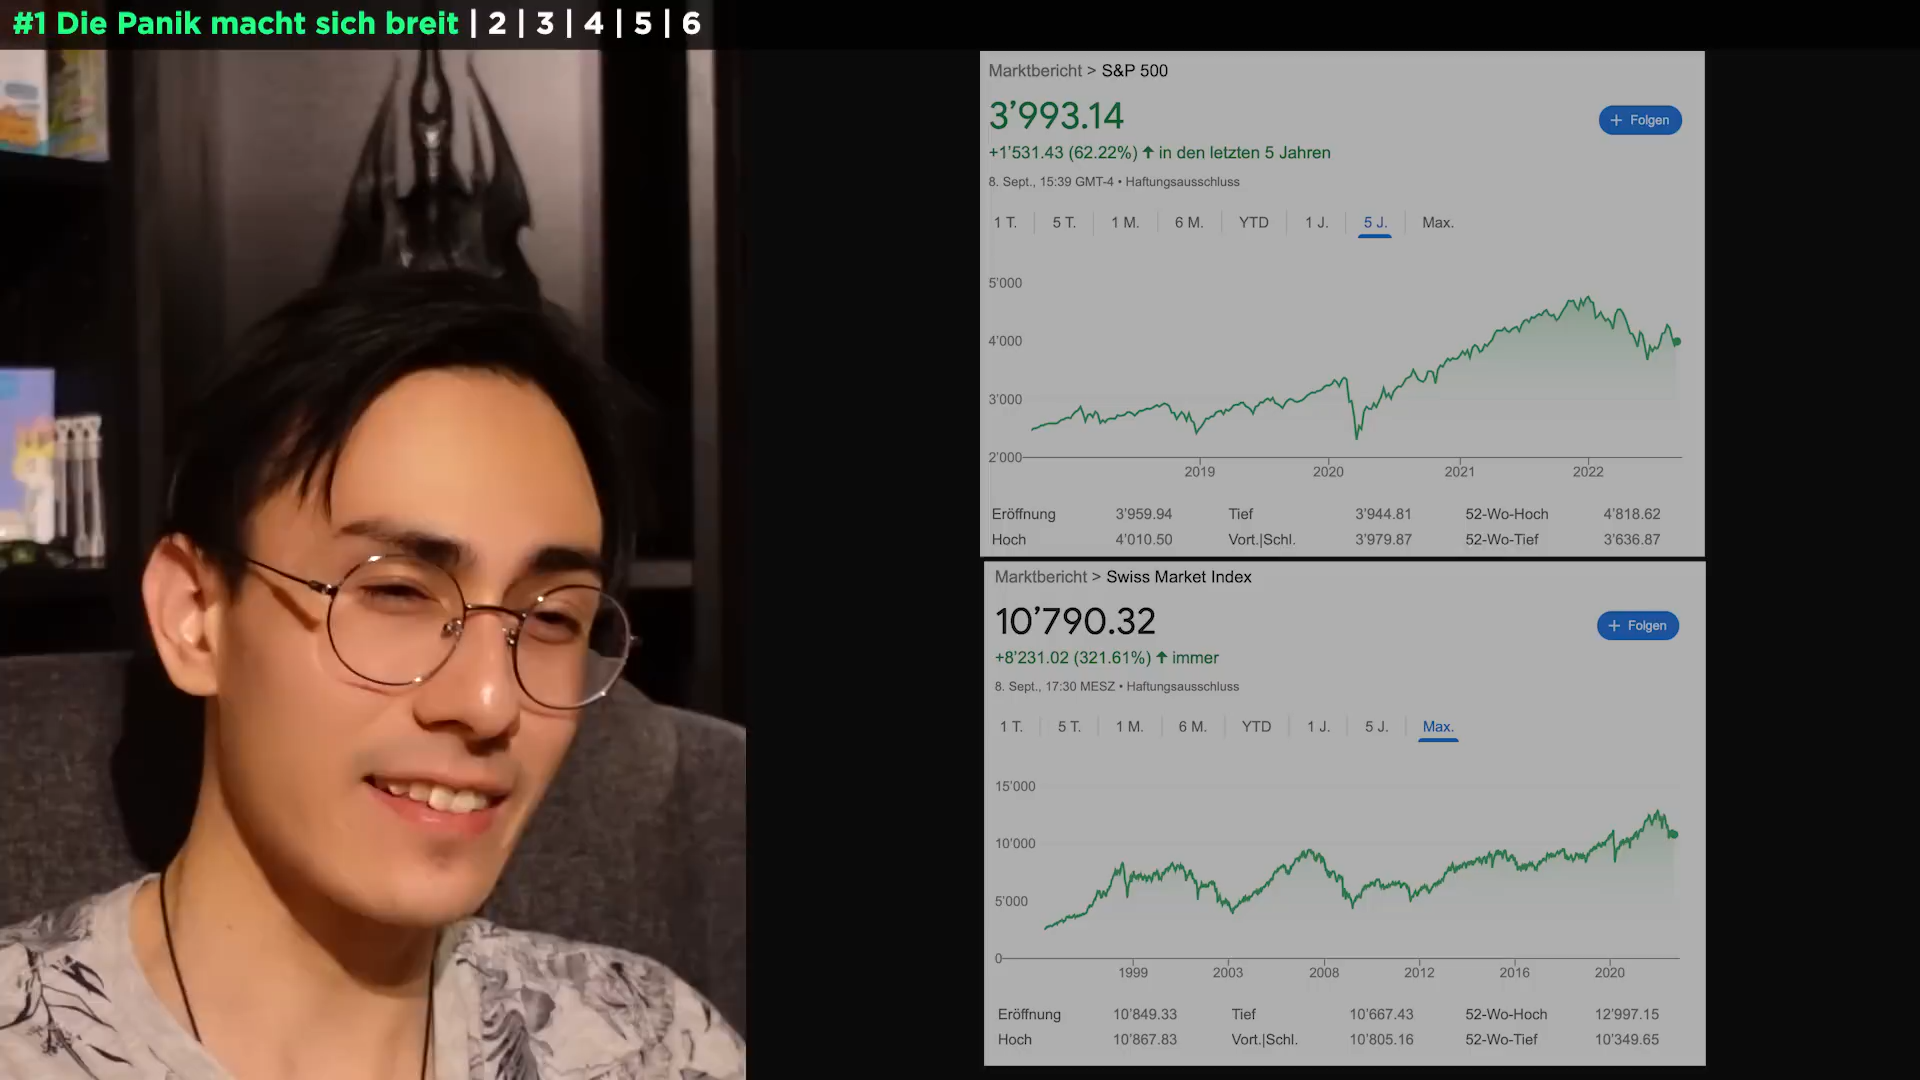 #1 Die Panik macht sich breit | 2 | 3 | 4 | 5 | 6
Marktbericht > S&P 500
3’993.14
+ Folgen
+1’531.43 (62.22%) ↑ in den letzten 5 Jahren
8. Sept., 15:39 GMT-4 • Haftungsausschluss
1 T. 5 T. 1 M. 6 M. YTD 1 J. 5 J. Max.
5’000
4’000
3’000
2’000
2019 2020 2021 2022
Eröffnung 3’959.94 Tief 3’944.81 52-Wo-Hoch 4’818.62
Hoch 4’010.50 Vort.|Schl. 3’979.87 52-Wo-Tief 3’636.87
Marktbericht > Swiss Market Index
10’790.32
+ Folgen
+8’231.02 (321.61%) ↑ immer
8. Sept., 17:30 MESZ • Haftungsausschluss
1 T. 5 T. 1 M. 6 M. YTD 1 J. 5 J. Max.
15’000
10’000
5’000
0
1999 2003 2008 2012 2016 2020
Eröffnung 10’849.33 Tief 10’667.43 52-Wo-Hoch 12’997.15
Hoch 10’867.83 Vort.|Schl. 10’805.16 52-Wo-Tief 10’349.65